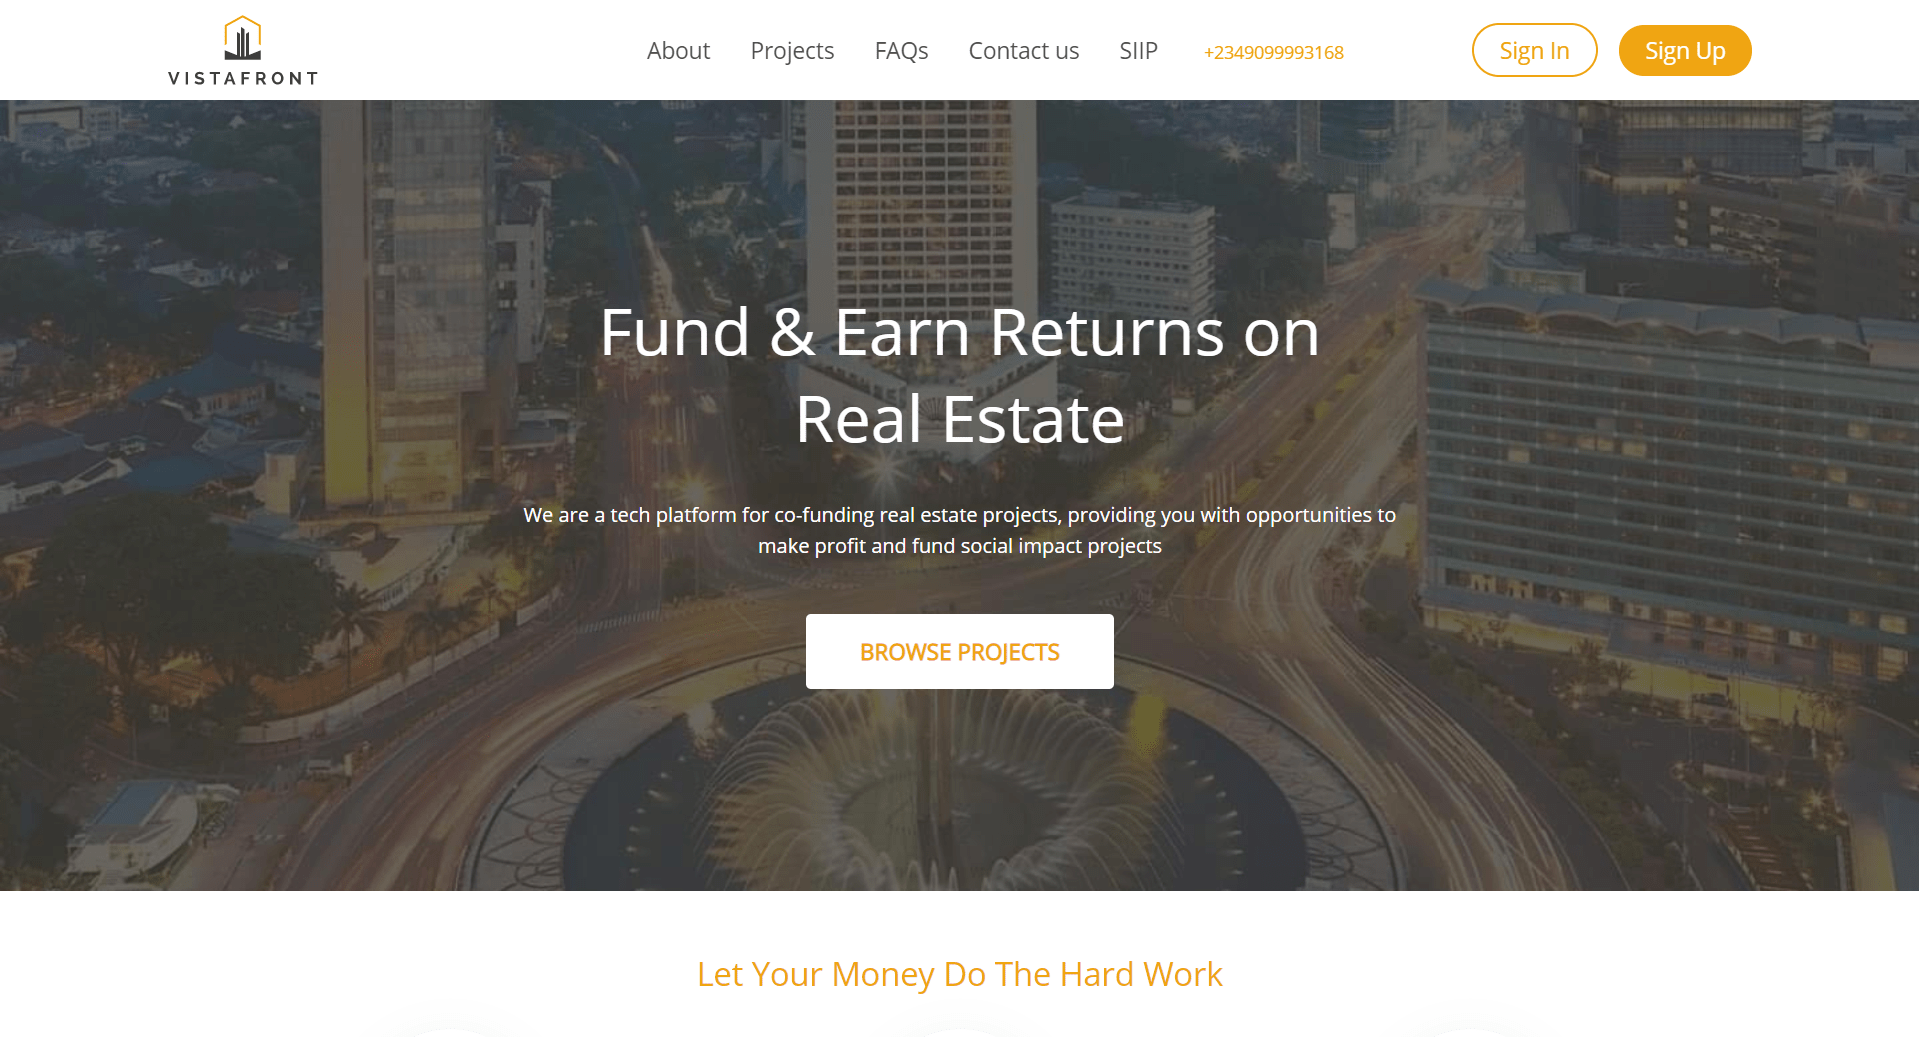 VISTAFRONT
About
Projects
FAQs
Contact us
SIIP
+2349099993168
Sign In
Sign Up
Fund & Earn Returns on
Real Estate
We are a tech platform for co-funding real estate projects, providing you with opportunities to
make profit and fund social impact projects
BROWSE PROJECTS
Let Your Money Do The Hard Work